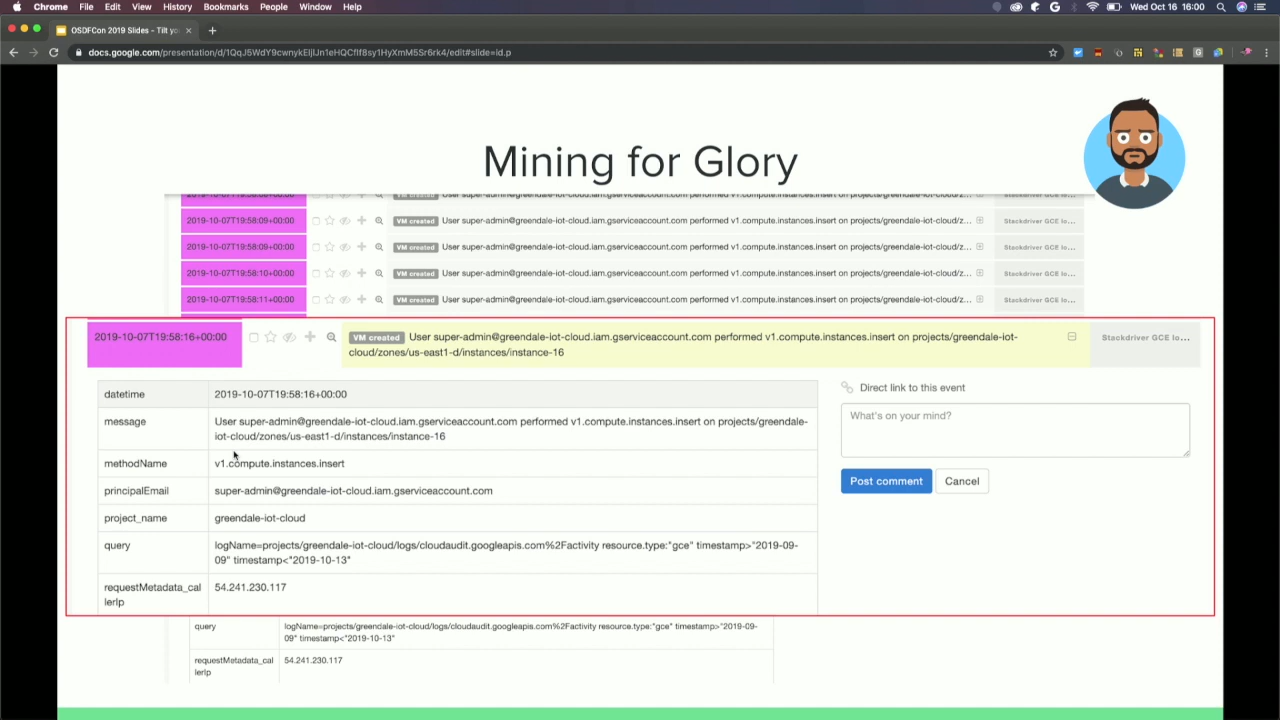 Chrome File Edit View History Bookmarks People Window Help
Wed Oct 16 16:00
OSDFCon 2019 Slides - Tilt yo
docs.google.com/presentation/d/1QqJ5WdY9cwnykEIjUn1eHQCfIf8sy1HyXmM5Sr6rk4/edit#slide=id.p
Mining for Glory
2019-10-07T19:58:09+00:00 VM created User super-admin@greendale-iot-cloud.iam.gserviceaccount.com performed v1.compute.instances.insert on projects/greendale-iot-cloud/z... Stackdriver GCE lo...
2019-10-07T19:58:09+00:00 VM created User super-admin@greendale-iot-cloud.iam.gserviceaccount.com performed v1.compute.instances.insert on projects/greendale-iot-cloud/z... Stackdriver GCE lo...
2019-10-07T19:58:10+00:00 VM created User super-admin@greendale-iot-cloud.iam.gserviceaccount.com performed v1.compute.instances.insert on projects/greendale-iot-cloud/z... Stackdriver GCE lo...
2019-10-07T19:58:11+00:00 VM created User super-admin@greendale-iot-cloud.iam.gserviceaccount.com performed v1.compute.instances.insert on projects/greendale-iot-cloud/z... Stackdriver GCE lo...
2019-10-07T19:58:16+00:00 VM created User super-admin@greendale-iot-cloud.iam.gserviceaccount.com performed v1.compute.instances.insert on projects/greendale-iot- Stackdriver GCE lo...
cloud/zones/us-east1-d/instances/instance-16
datetime 2019-10-07T19:58:16+00:00
message User super-admin@greendale-iot-cloud.iam.gserviceaccount.com performed v1.compute.instances.insert on projects/greendale-
iot-cloud/zones/us-east1-d/instances/instance-16
methodName v1.compute.instances.insert
principalEmail super-admin@greendale-iot-cloud.iam.gserviceaccount.com
project_name greendale-iot-cloud
query logName=projects/greendale-iot-cloud/logs/cloudaudit.googleapis.com%2Factivity resource.type:"gce" timestamp>"2019-09-
09" timestamp<"2019-10-13"
requestMetadata_cal 54.241.230.117
lerIp
Direct link to this event
What's on your mind?
Post comment Cancel
query logName=projects/greendale-iot-cloud/logs/cloudaudit.googleapis.com%2Factivity resource.type:"gce" timestamp>"2019-09-
09" timestamp<"2019-10-13"
requestMetadata_cal 54.241.230.117
lerIp